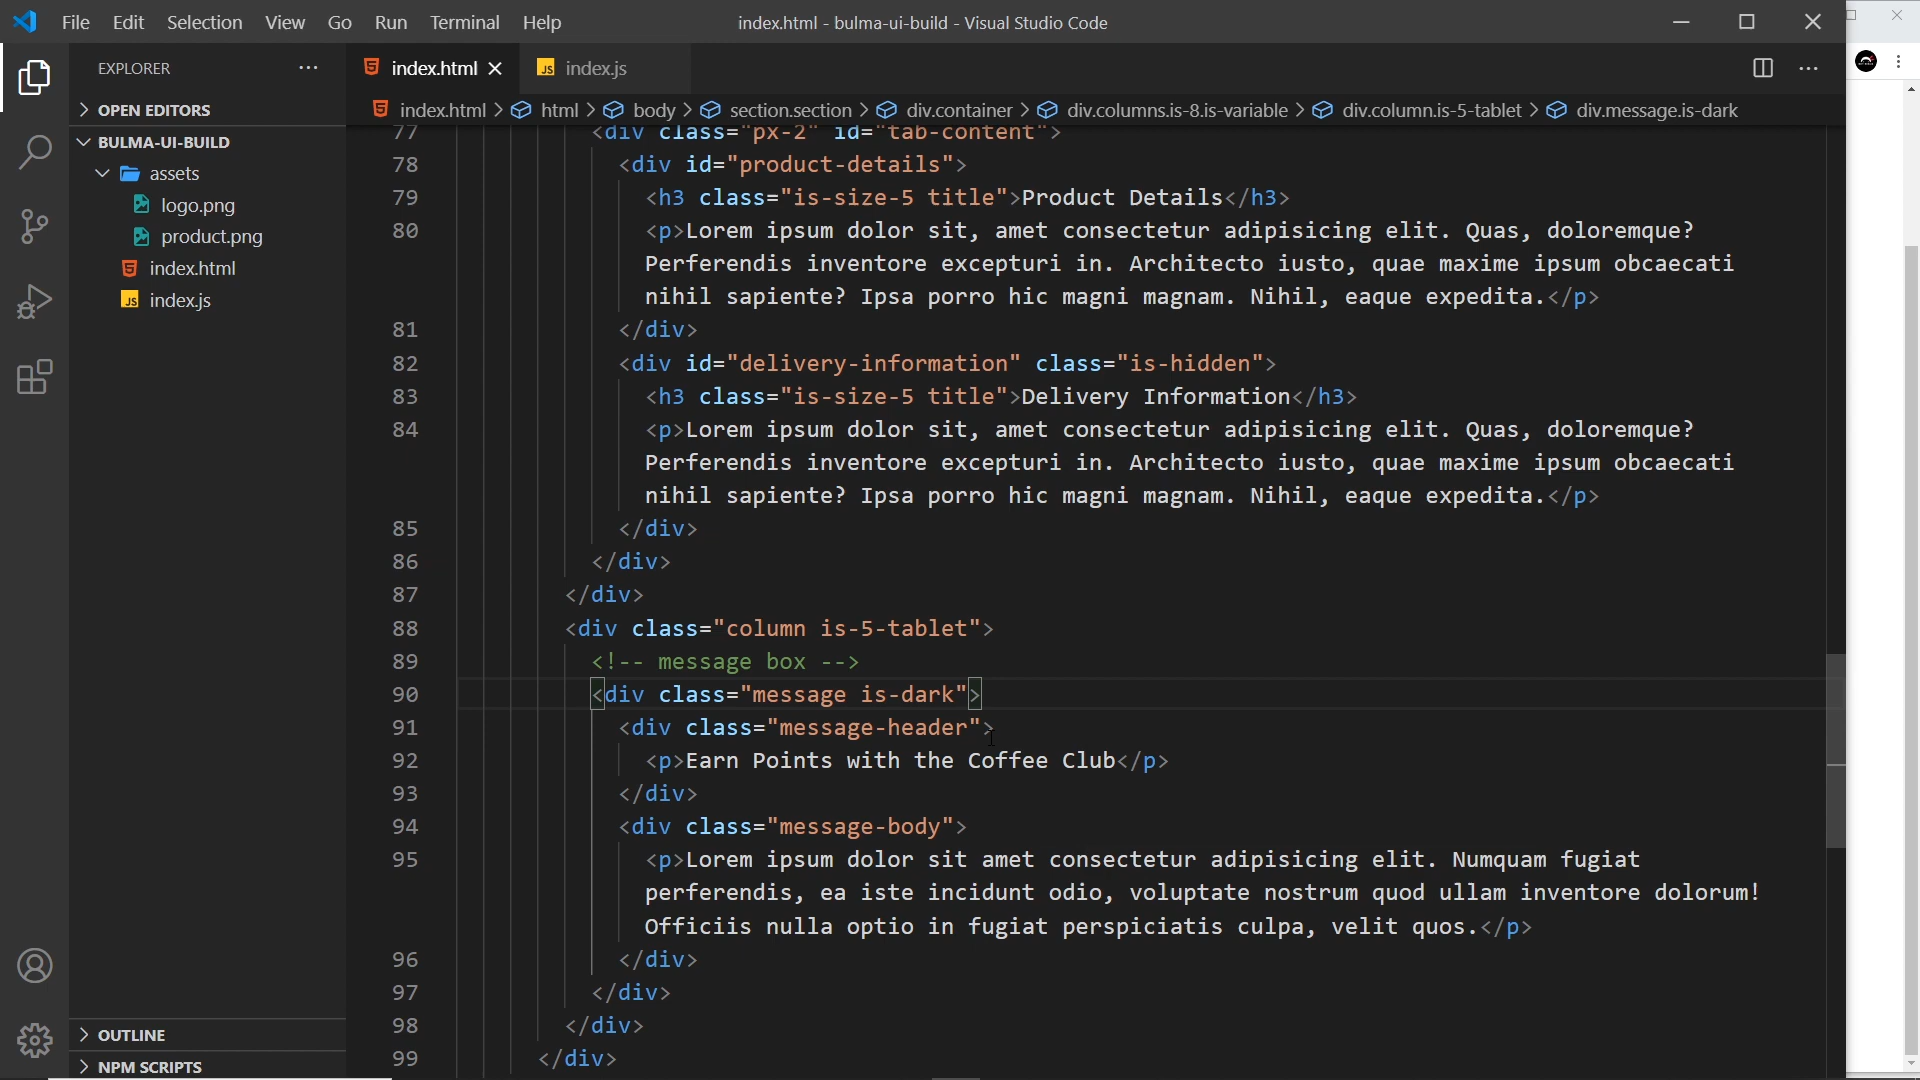 File Edit Selection View Go Run Terminal Help
index.html - bulma-ui-build - Visual Studio Code
EXPLORER
OPEN EDITORS
BULMA-UI-BUILD
assets
logo.png
product.png
index.html
JS index.js
OUTLINE
NPM SCRIPTS
index.html
JS index.js
index.html > html > body > section.section > div.container > div.columns.is-8.is-variable > div.column.is-5-tablet > div.message.is-dark
77 <div class="px-2" id="tab-content">
78 <div id="product-details">
79 <h3 class="is-size-5 title">Product Details</h3>
80 <p>Lorem ipsum dolor sit, amet consectetur adipisicing elit. Quas, doloremque?
Perferendis inventore excepturi in. Architecto iusto, quae maxime ipsum obcaecati
nihil sapiente? Ipsa porro hic magni magnam. Nihil, eaque expedita.</p>
81 </div>
82 <div id="delivery-information" class="is-hidden">
83 <h3 class="is-size-5 title">Delivery Information</h3>
84 <p>Lorem ipsum dolor sit, amet consectetur adipisicing elit. Quas, doloremque?
Perferendis inventore excepturi in. Architecto iusto, quae maxime ipsum obcaecati
nihil sapiente? Ipsa porro hic magni magnam. Nihil, eaque expedita.</p>
85 </div>
86 </div>
87 </div>
88 <div class="column is-5-tablet">
89 <!-- message box -->
90 <div class="message is-dark">
91 <div class="message-header">
92 <p>Earn Points with the Coffee Club</p>
93 </div>
94 <div class="message-body">
95 <p>Lorem ipsum dolor sit amet consectetur adipisicing elit. Numquam fugiat
perferendis, ea iste incidunt odio, voluptate nostrum quod ullam inventore dolorum!
Officiis nulla optio in fugiat perspiciatis culpa, velit quos.</p>
96 </div>
97 </div>
98 </div>
99 </div>